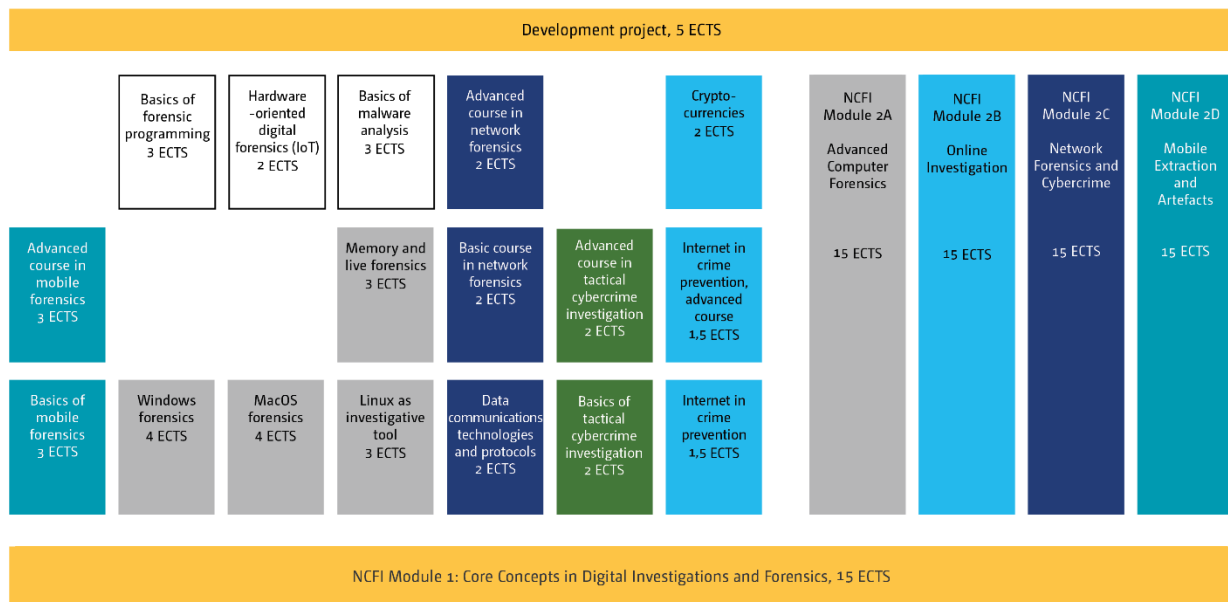 Development project, 5 ECTS
Basics of
forensic
programming
3 ECTS
Hardware
-oriented
digital
forensics (IoT)
2 ECTS
Basics of
malware
analysis
3 ECTS
Advanced
course in
network
forensics
2 ECTS
Crypto-
currencies
2 ECTS
NCFI
Module 2A
Advanced
Computer
Forensics
15 ECTS
NCFI
Module 2B
Online
Investigation
15 ECTS
NCFI
Module 2C
Network
Forensics and
Cybercrime
15 ECTS
NCFI
Module 2D
Mobile
Extraction
and
Artefacts
15 ECTS
Advanced
course in
mobile
forensics
3 ECTS
Memory and
live forensics
3 ECTS
Basic course
in network
forensics
2 ECTS
Advanced
course in
tactical
cybercrime
investigation
2 ECTS
Internet in
crime
prevention,
advanced
course
1,5 ECTS
Basics of
mobile
forensics
3 ECTS
Windows
forensics
4 ECTS
MacOS
forensics
4 ECTS
Linux as
investigative
tool
3 ECTS
Data
communications
technologies
and protocols
2 ECTS
Basics of
tactical
cybercrime
investigation
2 ECTS
Internet in
crime
prevention
1,5 ECTS
NCFI Module 1: Core Concepts in Digital Investigations and Forensics, 15 ECTS